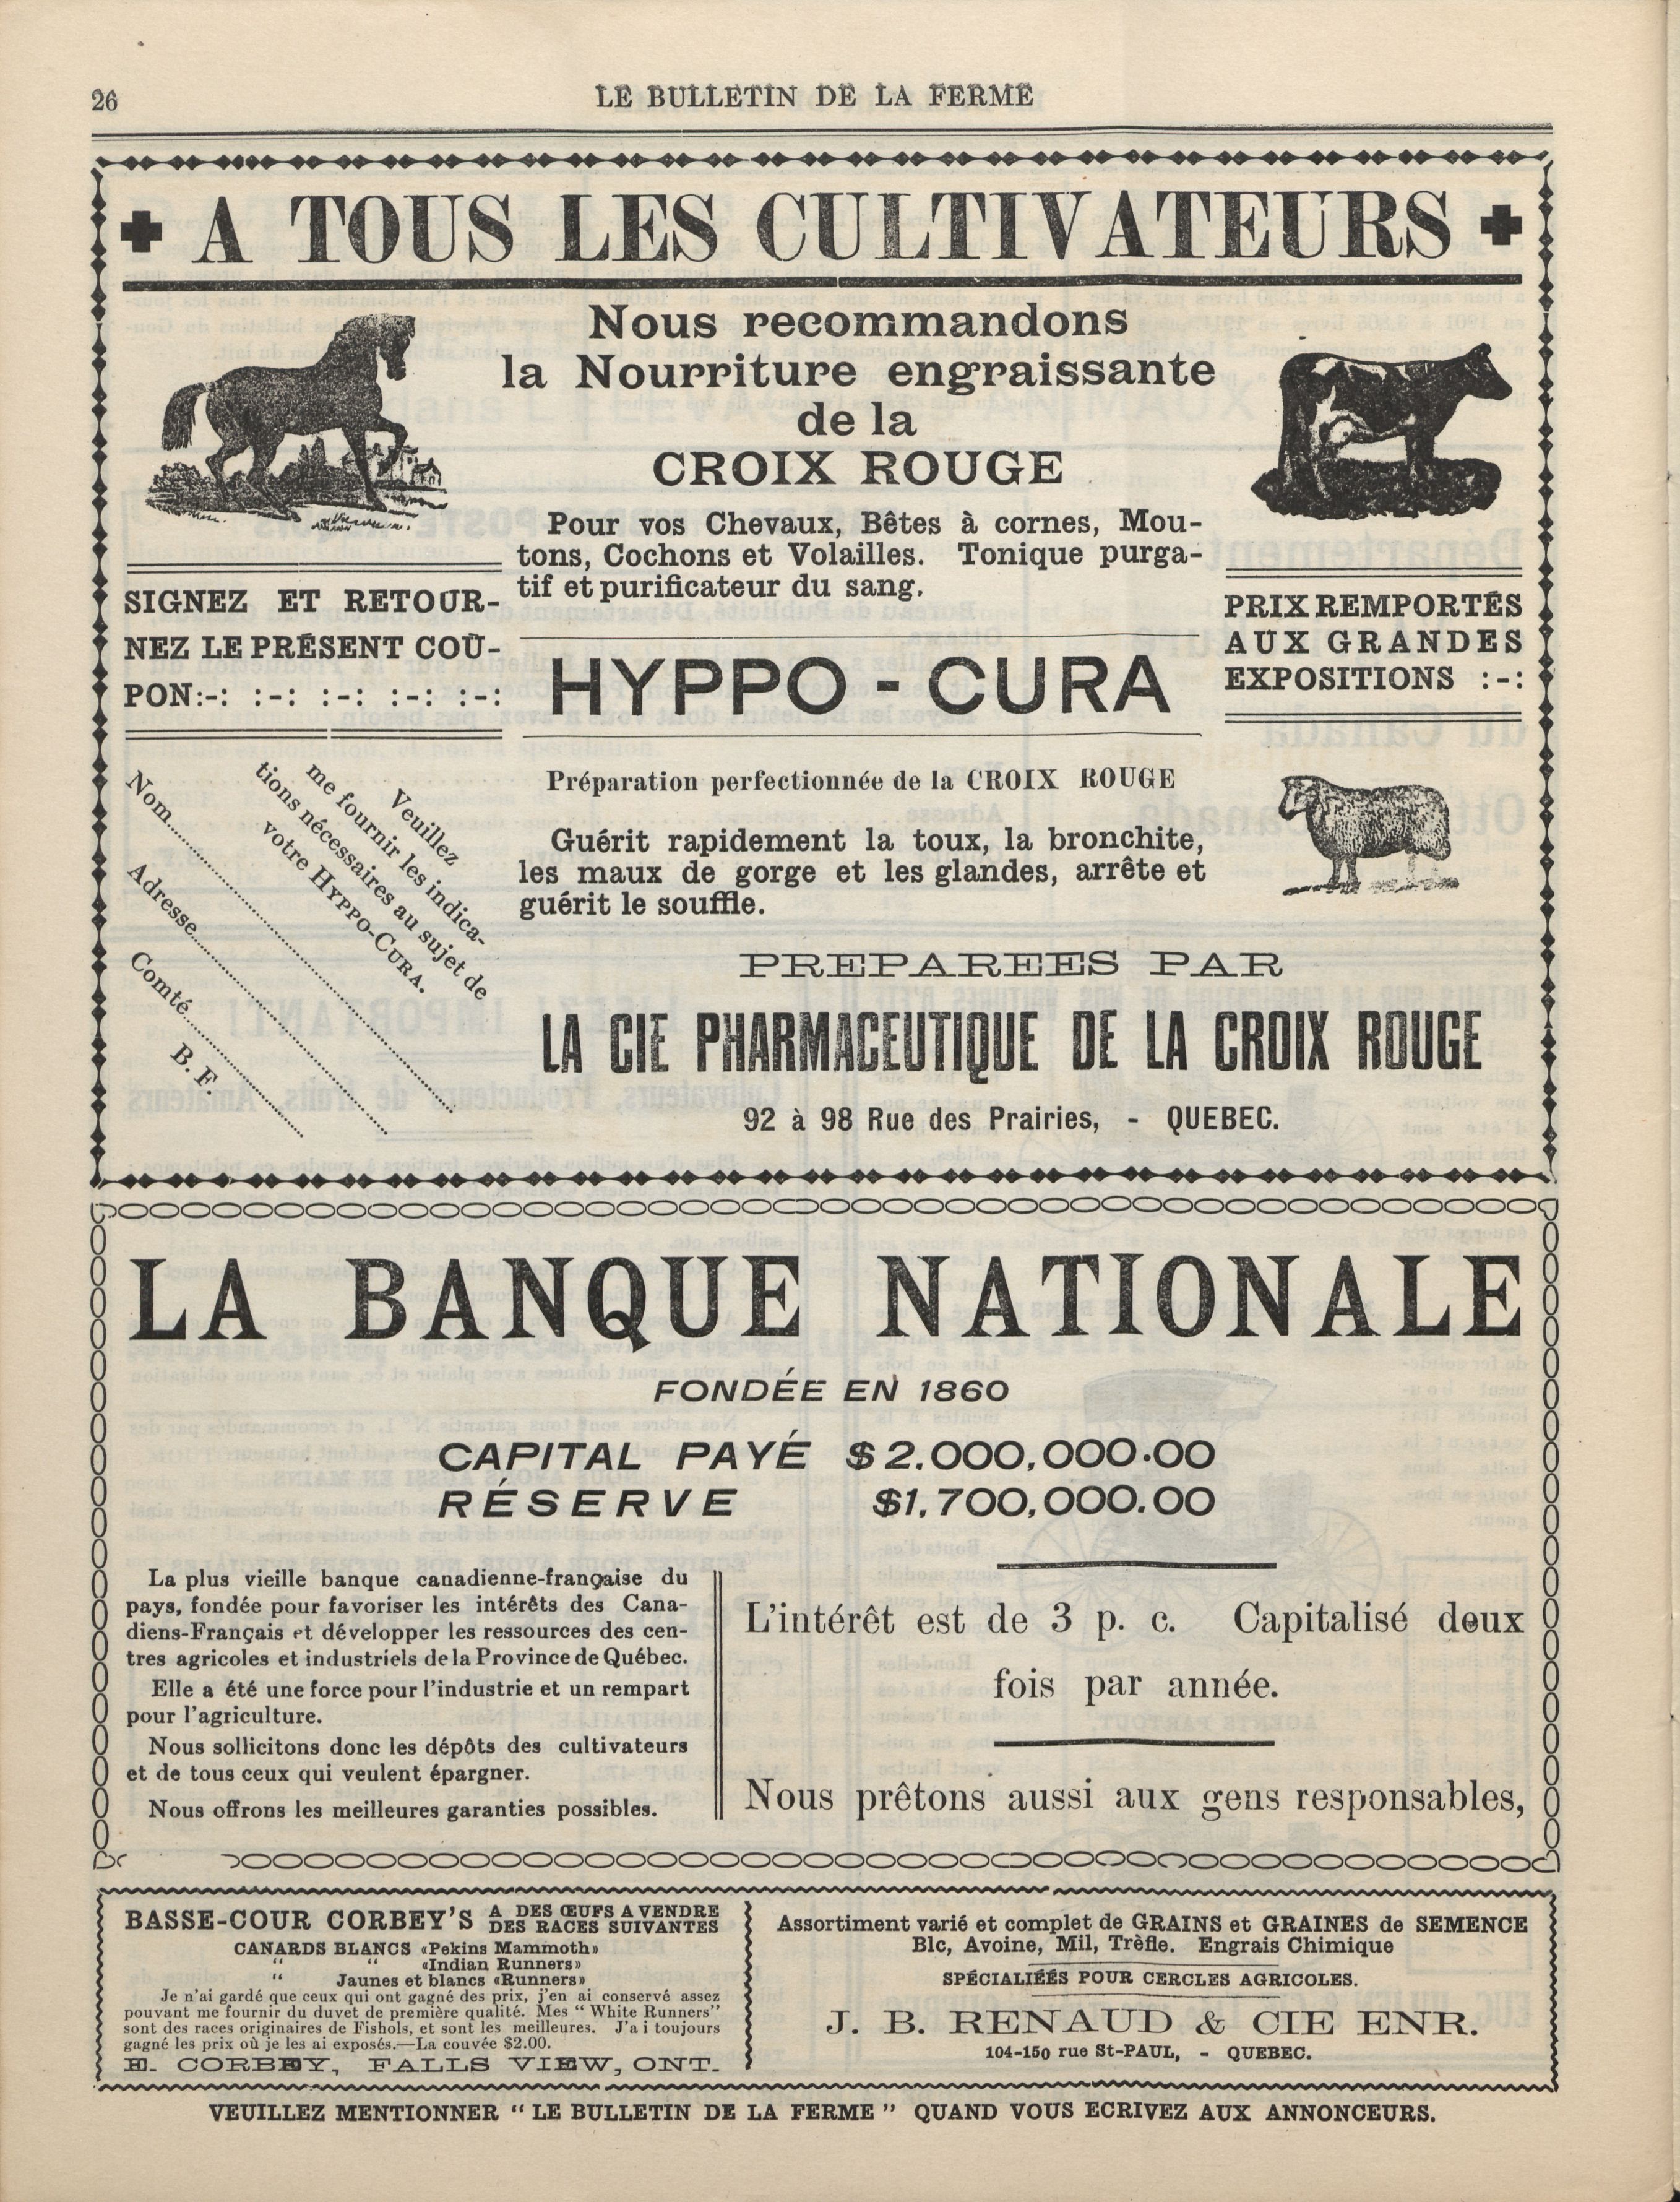 26
LE BULLETIN DE LA FERME
A TOUS LES CULTIVATEURS
Nous recommandons
la Nourriture engraissante
de la
CROIX ROUGE
Pour vos Chevaux, Bêtes à cornes, Mou-
tons, Cochons et Volailles. Tonique purga-
tif et purificateur du sang.
SIGNEZ ET RETOUR-
NEZ LE PRÉSENT COU-
PON:-: :-: :-: :-: :-:
PRIX REMPORTÉS
AUX GRANDES
EXPOSITIONS :-:
HYPPO - CURA
Préparation perfectionnée de la CROIX ROUGE
Guérit rapidement la toux, la bronchite,
les maux de gorge et les glandes, arrête et
guérit le souffle.
Veuillez
me fournir les indica-
tions nécessaires au sujet de
votre HYPPO-CURA.
Nom
Adresse
Comté
B. F.
PREPAREES PAR
LA CIE PHARMACEUTIQUE DE LA CROIX ROUGE
92 à 98 Rue des Prairies, - QUEBEC.
LA BANQUE NATIONALE
FONDÉE EN 1860
CAPITAL PAYÉ $2.000,000.00
RÉSERVE $1,700,000.00
La plus vieille banque canadienne-française du
pays, fondée pour favoriser les intérêts des Cana-
diens-Français et développer les ressources des cen-
tres agricoles et industriels de la Province de Québec.
Elle a été une force pour l'industrie et un rempart
pour l'agriculture.
Nous sollicitons donc les dépôts des cultivateurs
et de tous ceux qui veulent épargner.
Nous offrons les meilleures garanties possibles.
L'intérêt est de 3 p. c. Capitalisé deux
fois par année.
Nous prêtons aussi aux gens responsables,
BASSE-COUR CORBEY'S A DES ŒUFS A VENDRE
DES RACES SUIVANTES
CANARDS BLANCS «Pekins Mammoth»
" " «Indian Runners»
" Jaunes et blancs «Runners»
Je n'ai gardé que ceux qui ont gagné des prix, j'en ai conservé assez
pouvant me fournir du duvet de première qualité. Mes " White Runners"
sont des races originaires de Fishols, et sont les meilleures. J'ai toujours
gagné les prix où je les ai exposés.—La couvée $2.00.
E. CORBEY, FALLS VIEW, ONT.
Assortiment varié et complet de GRAINS et GRAINES de SEMENCE
Blc, Avoine, Mil, Trèfle. Engrais Chimique
SPÉCIALIÉÉS POUR CERCLES AGRICOLES.
J. B. RENAUD & CIE ENR.
104-150 rue St-PAUL, - QUEBEC.
VEUILLEZ MENTIONNER " LE BULLETIN DE LA FERME " QUAND VOUS ECRIVEZ AUX ANNONCEURS.